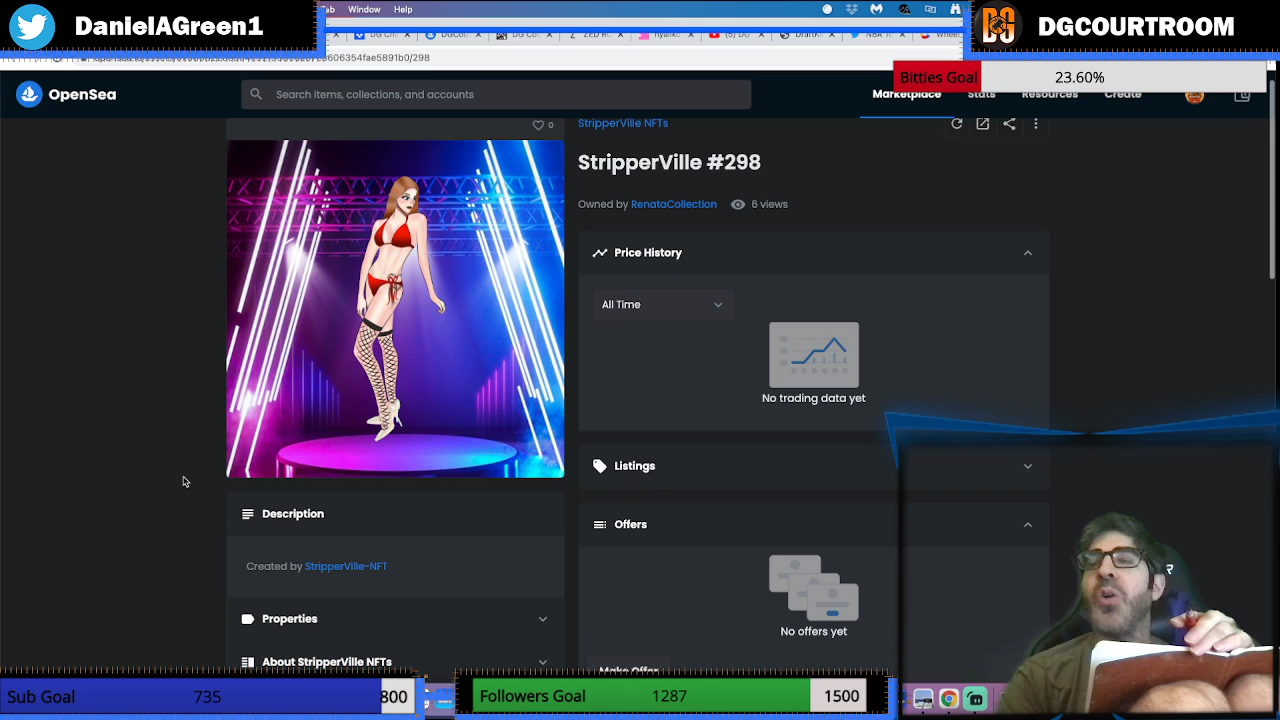 DanielAGreen1
Window Help
DGCOURTROOM
Bitties Goal 23.60%
OpenSea
Search items, collections, and accounts
Marketplace Stats Resources Create
0
StripperVille NFTs
StripperVille #298
Owned by RenataCollection 6 views
Price History
All Time
No trading data yet
Listings
Offers
No offers yet
Make Offer
Description
Created by StripperVille-NFT
Properties
About StripperVille NFTs
Sub Goal 735 800
Followers Goal 1287 1500